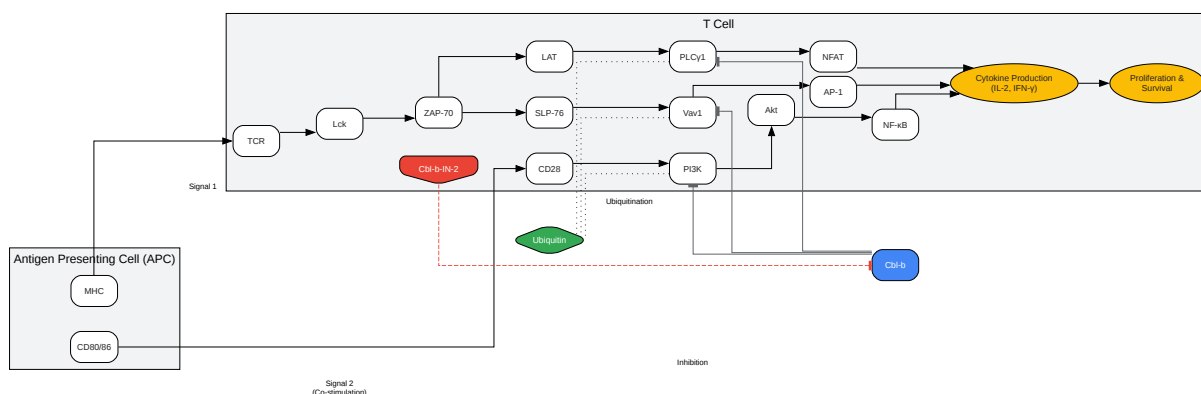 T Cell
LAT
PLCγ1
NFAT
Cytokine Production
(IL-2, IFN-γ)
Proliferation &
Survival
AP-1
ZAP-70
SLP-76
Vav1
Akt
Lck
NF-κB
TCR
Cbl-b-IN-2
CD28
PI3K
Signal 1
Ubiquitination
Ubiquitin
Antigen Presenting Cell (APC)
Cbl-b
MHC
CD80/86
Inhibition
Signal 2
(Co-stimulation)